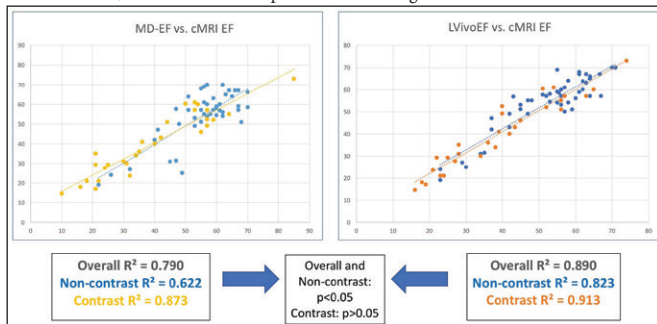 MD-EF vs. cMRI EF
90
80
70
60
50
40
30
20
10
0
0 10 20 30 40 50 60 70 80 90
LVivoEF vs. cMRI EF
80
70
60
50
40
30
20
10
0
0 10 20 30 40 50 60 70 80
Overall R² = 0.790
Non-contrast R² = 0.622
Contrast R² = 0.873
Overall and
Non-contrast:
p<0.05
Contrast: p>0.05
Overall R² = 0.890
Non-contrast R² = 0.823
Contrast R² = 0.913